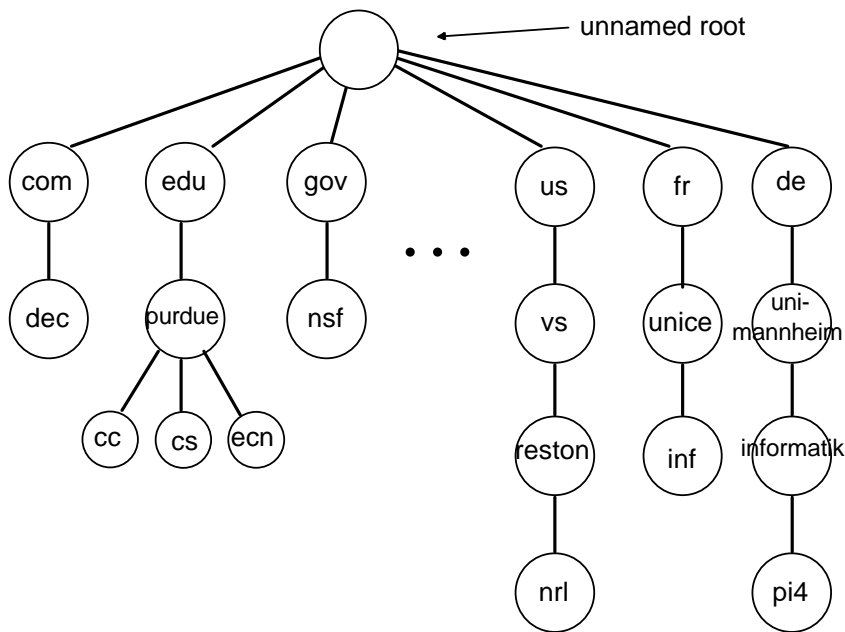 unnamed root
com edu gov us fr de
. . .
dec purdue nsf vs unice uni-
mannheim
cc cs ecn reston inf informatik
nrl pi4